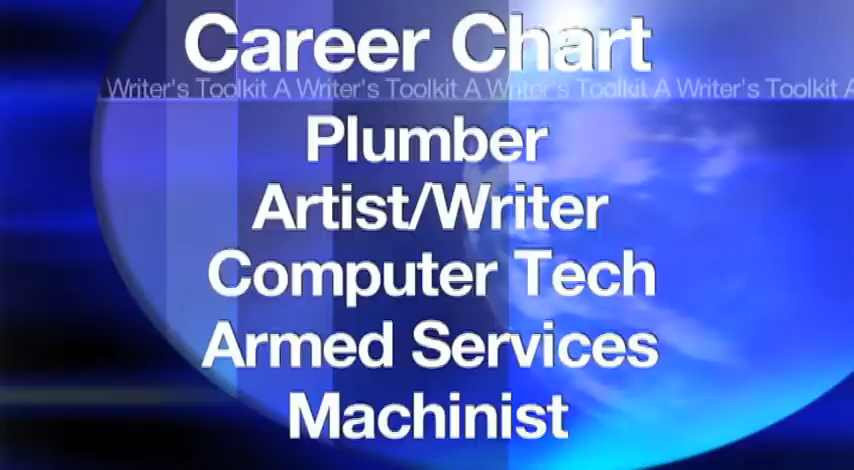 Career Chart
Writer's Toolkit A Writer's Toolkit A Writer's Toolkit A Writer's Toolkit A
Plumber
Artist/Writer
Computer Tech
Armed Services
Machinist